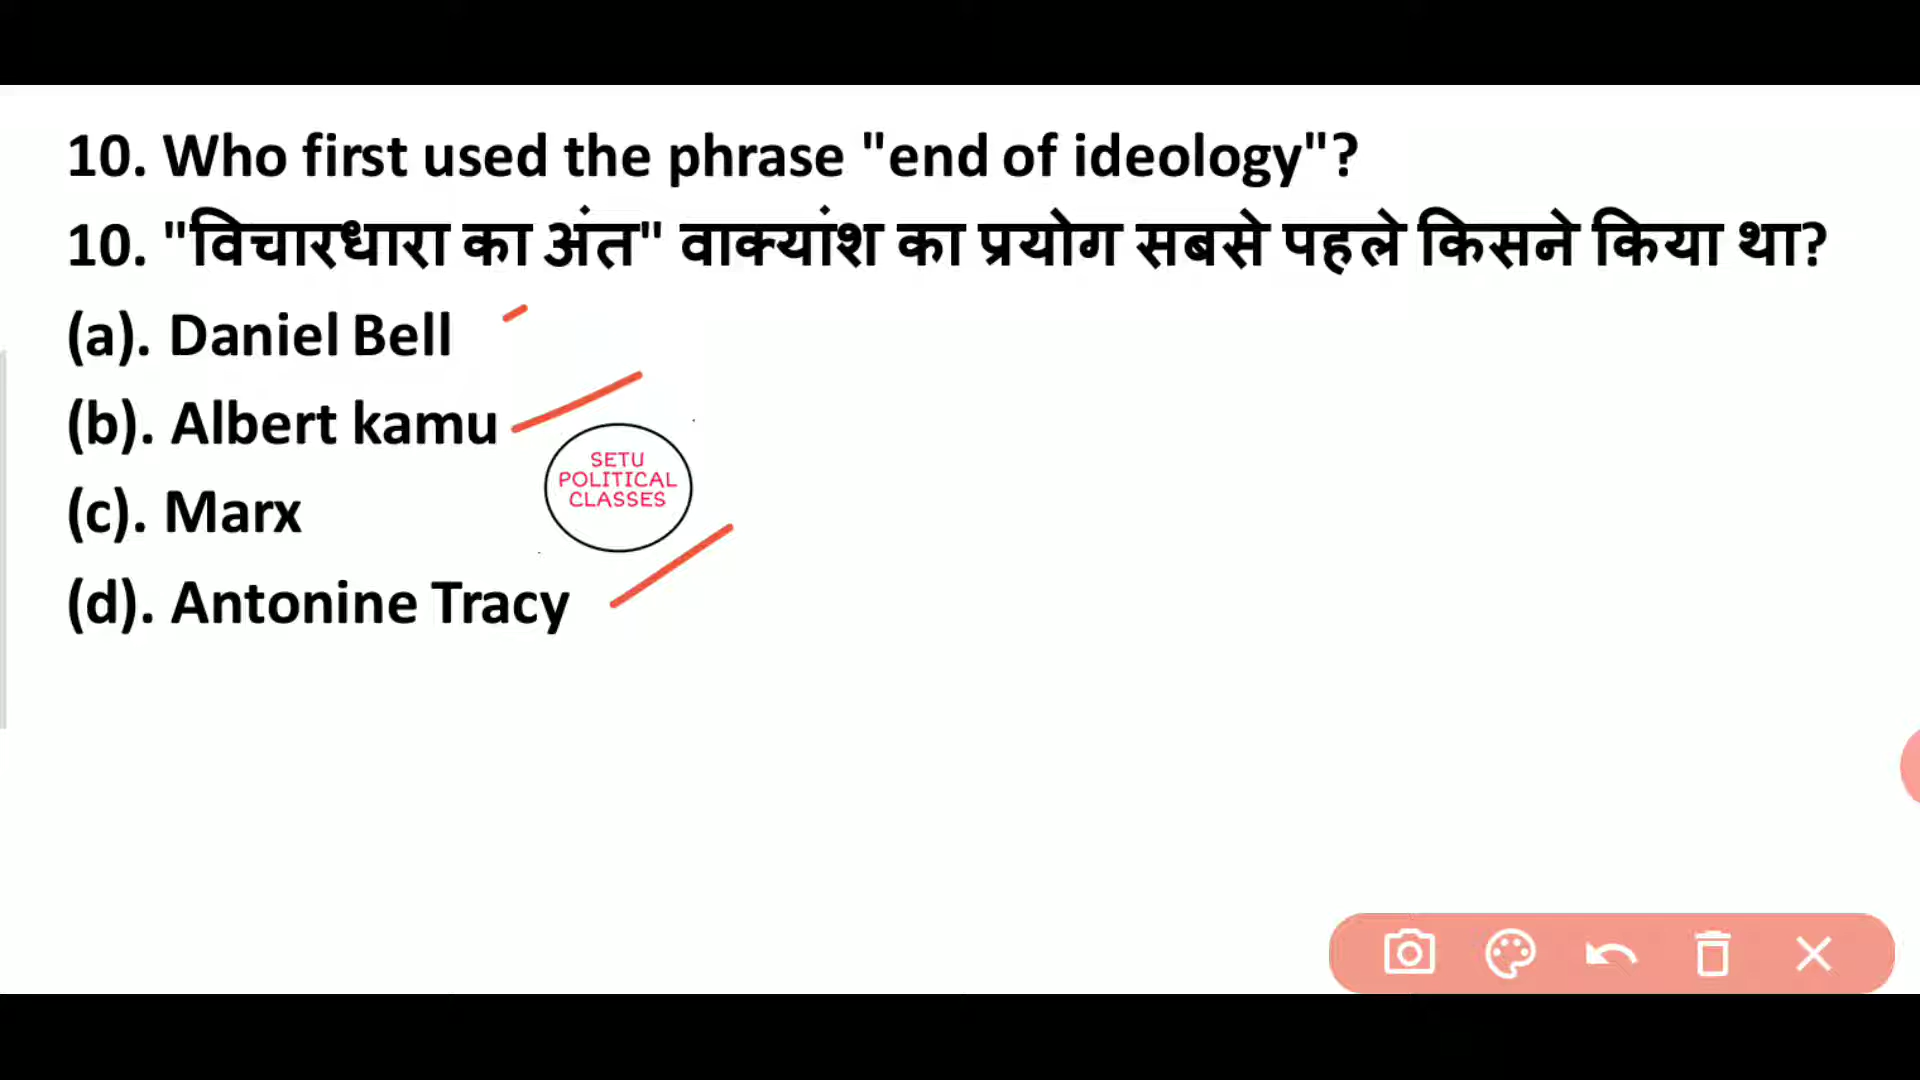 10. Who first used the phrase "end of ideology"?
10. "विचारधारा का अंत" वाक्यांश का प्रयोग सबसे पहले किसने किया था?
(a). Daniel Bell
(b). Albert kamu
SETU
POLITICAL
CLASSES
(c). Marx
(d). Antonine Tracy